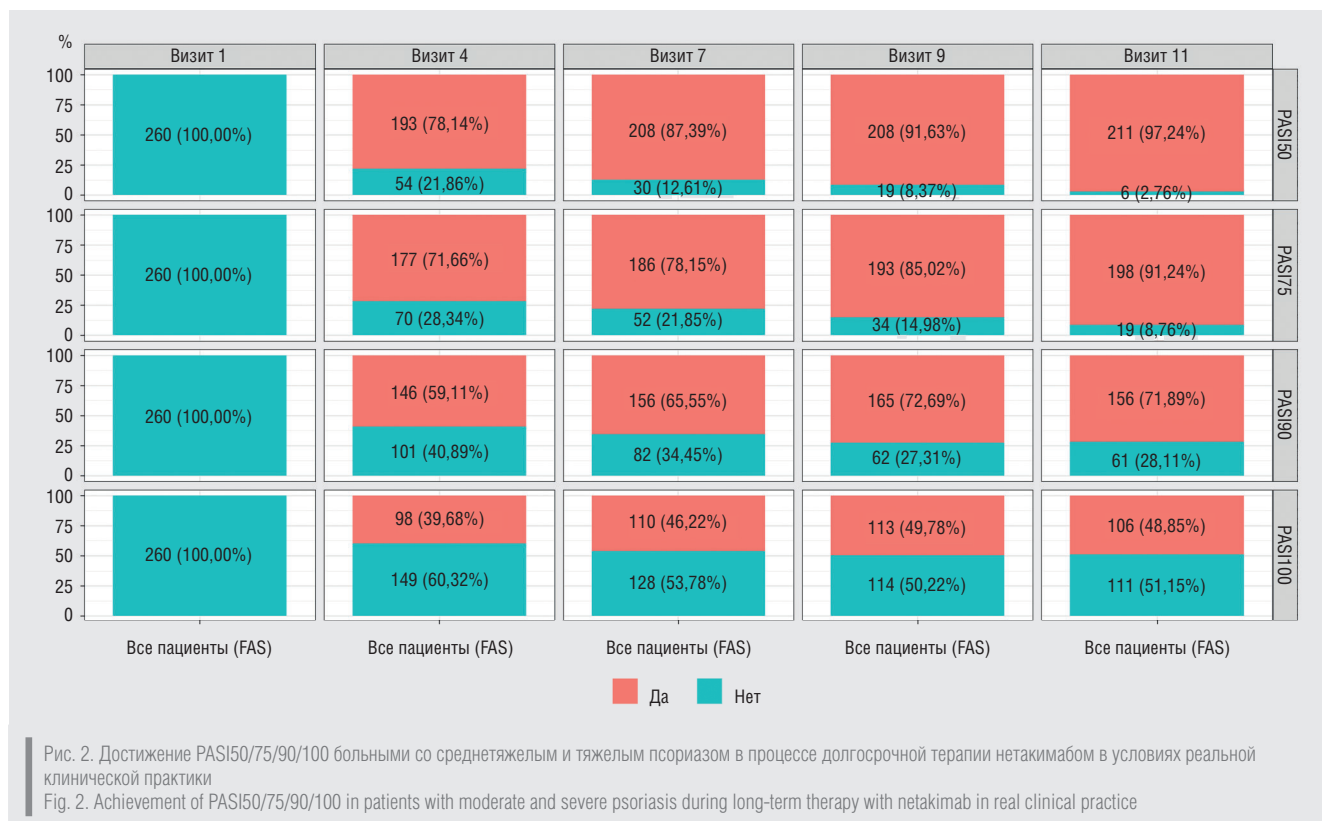 %
Визит 1 Визит 4 Визит 7 Визит 9 Визит 11
100
75
50
25
0
260 (100,00%) 193 (78,14%) 208 (87,39%) 208 (91,63%) 211 (97,24%)
54 (21,86%) 30 (12,61%) 19 (8,37%) 6 (2,76%)
PASI50
100
75
50
25
0
260 (100,00%) 177 (71,66%) 186 (78,15%) 193 (85,02%) 198 (91,24%)
70 (28,34%) 52 (21,85%) 34 (14,98%) 19 (8,76%)
PASI75
100
75
50
25
0
260 (100,00%) 146 (59,11%) 156 (65,55%) 165 (72,69%) 156 (71,89%)
101 (40,89%) 82 (34,45%) 62 (27,31%) 61 (28,11%)
PASI90
100
75
50
25
0
260 (100,00%) 98 (39,68%) 110 (46,22%) 113 (49,78%) 106 (48,85%)
149 (60,32%) 128 (53,78%) 114 (50,22%) 111 (51,15%)
PASI100
Все пациенты (FAS) Все пациенты (FAS) Все пациенты (FAS) Все пациенты (FAS) Все пациенты (FAS)
Да Нет
Рис. 2. Достижение PASI50/75/90/100 больными со среднетяжелым и тяжелым псориазом в процессе долгосрочной терапии нетакимабом в условиях реальной
клинической практики
Fig. 2. Achievement of PASI50/75/90/100 in patients with moderate and severe psoriasis during long-term therapy with netakimab in real clinical practice